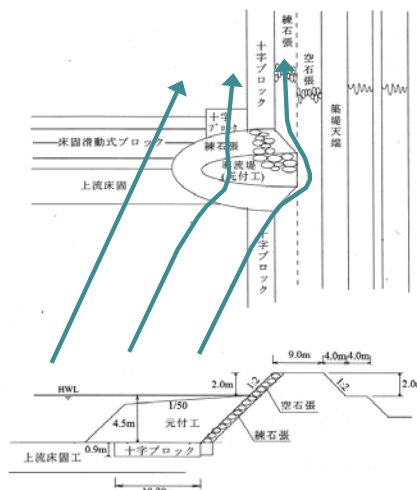 練石張
空石張
十字ブロック
築堤天端
十字
ブロック
床固滑動式ブロック
練石張
上流床固
(元付工)
十字ブロック
9.0m
4.0m
4.0m
2.0m
1:2
1:2
2.0m
HWL
1/50
空石張
4.5m
元付工
練石張
0.9m
十字ブロック
上流床固工